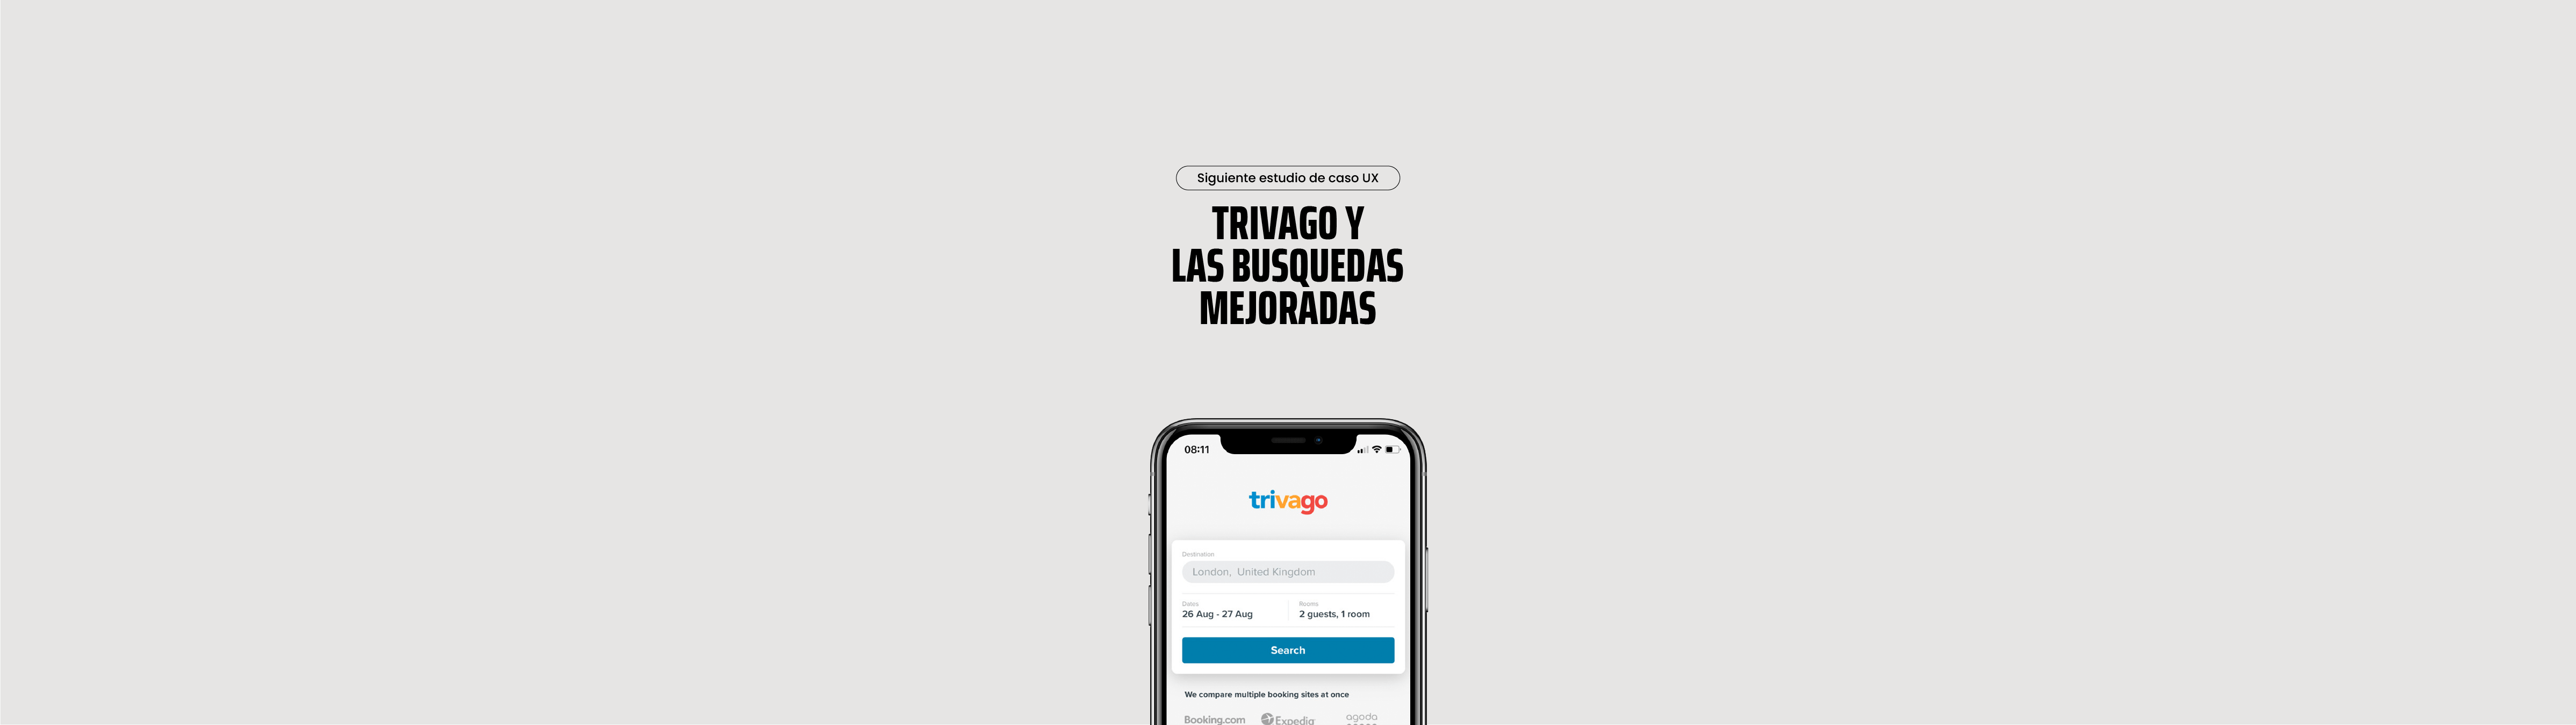 Siguiente estudio de caso UX
TRIVAGO Y
LAS BUSQUEDAS
MEJORADAS
08:11
trivago
Destination
London, United Kingdom
Dates
Rooms
26 Aug - 27 Aug
2 guests, 1 room
Search
We compare multiple booking sites at once
Booking.com Expedia agoda